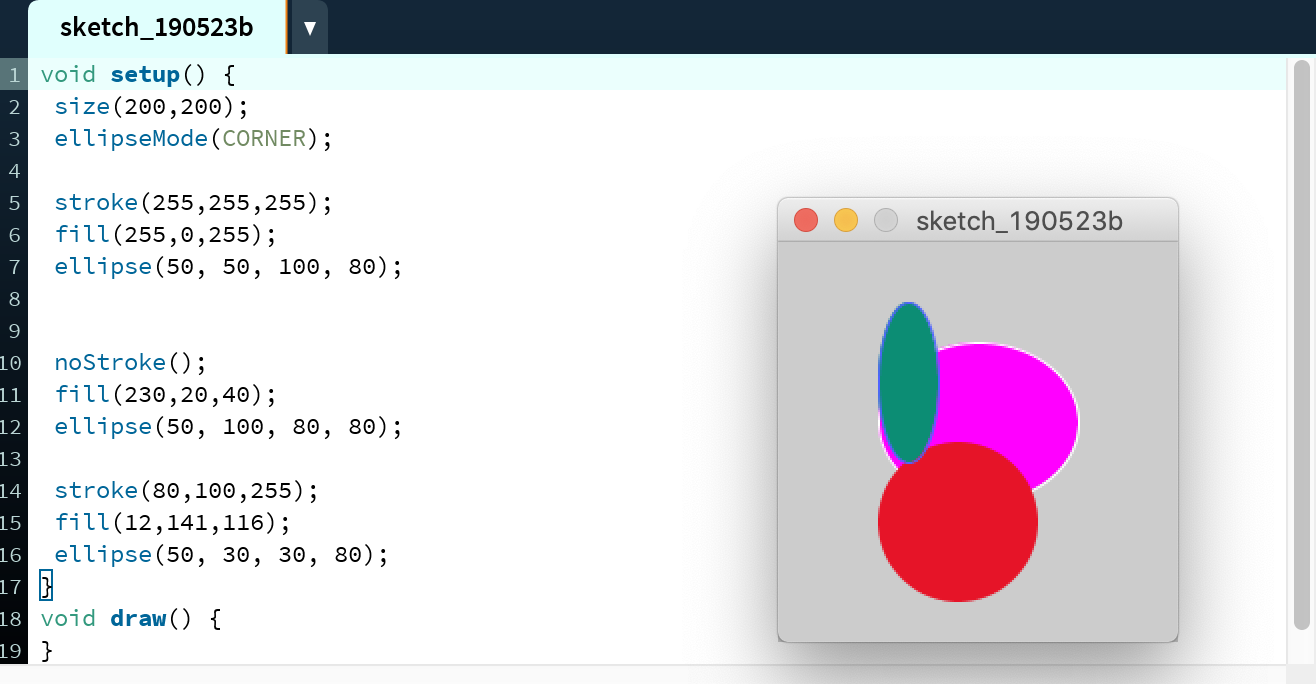 sketch_190523b ▼
1 void setup() {
2 size(200,200);
3 ellipseMode(CORNER);
4
5 stroke(255,255,255);
6 fill(255,0,255);
7 ellipse(50, 50, 100, 80);
8
9
10 noStroke();
11 fill(230,20,40);
12 ellipse(50, 100, 80, 80);
13
14 stroke(80,100,255);
15 fill(12,141,116);
16 ellipse(50, 30, 30, 80);
17 }
18 void draw() {
19 }
sketch_190523b